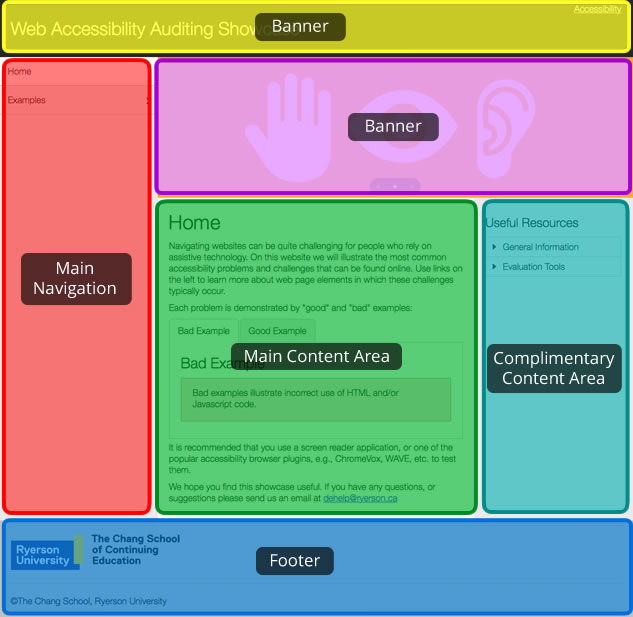 Accessibility
Web Accessibility Auditing Showcase
Banner
Home
Examples
Main
Navigation
Banner
Home
Navigating websites can be quite challenging for people who rely on
assistive technology. On this website we will illustrate the most common
accessibility problems and challenges that can be found online. Use links on
the left to learn more about web page elements in which these challenges
typically occur.
Each problem is demonstrated by "good" and "bad" examples:
Bad Example Good Example
Main Content Area
Bad Example
Bad examples illustrate incorrect use of HTML and/or
Javascript code.
It is recommended that you use a screen reader application, or one of the
popular accessibility browser plugins, e.g., ChromeVox, WAVE, etc. to test
them.
We hope you find this showcase useful. If you have any questions, or
suggestions please send us an email at dehelp@ryerson.ca
Useful Resources
General Information
Evaluation Tools
Complimentary
Content Area
Ryerson
University
The Chang School
of Continuing
Education
Footer
©The Chang School, Ryerson University